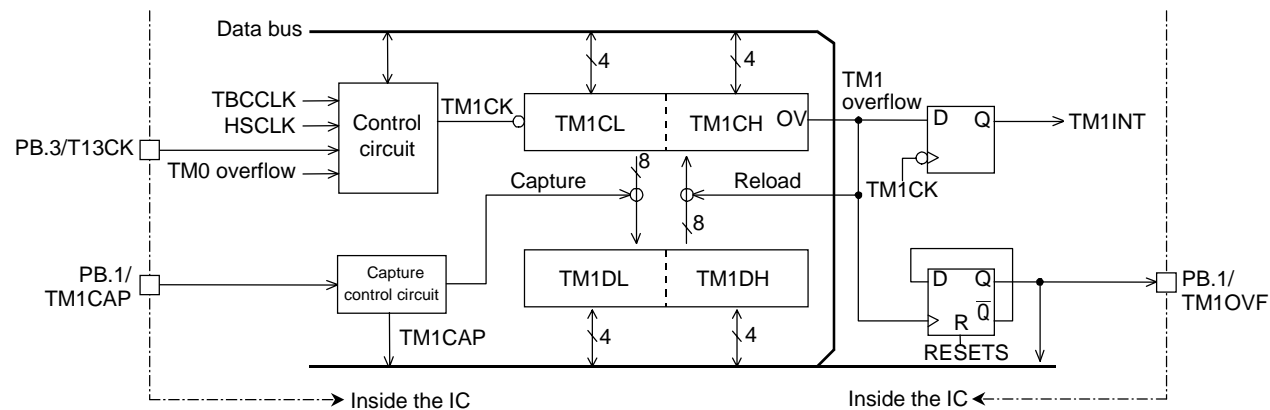 Data bus
4
4
TM1
overflow
TBCCLK
HSCLK
TM1CK
Control
circuit
TM1CL
TM1CH
OV
D
Q
TM1INT
PB.3/T13CK
TM0 overflow
8
Capture
Reload
TM1CK
8
PB.1/
TM1CAP
Capture
control circuit
TM1DL
TM1DH
D
Q
Q̅
R
PB.1/
TM1OVF
TM1CAP
4
4
RESETS
Inside the IC
Inside the IC